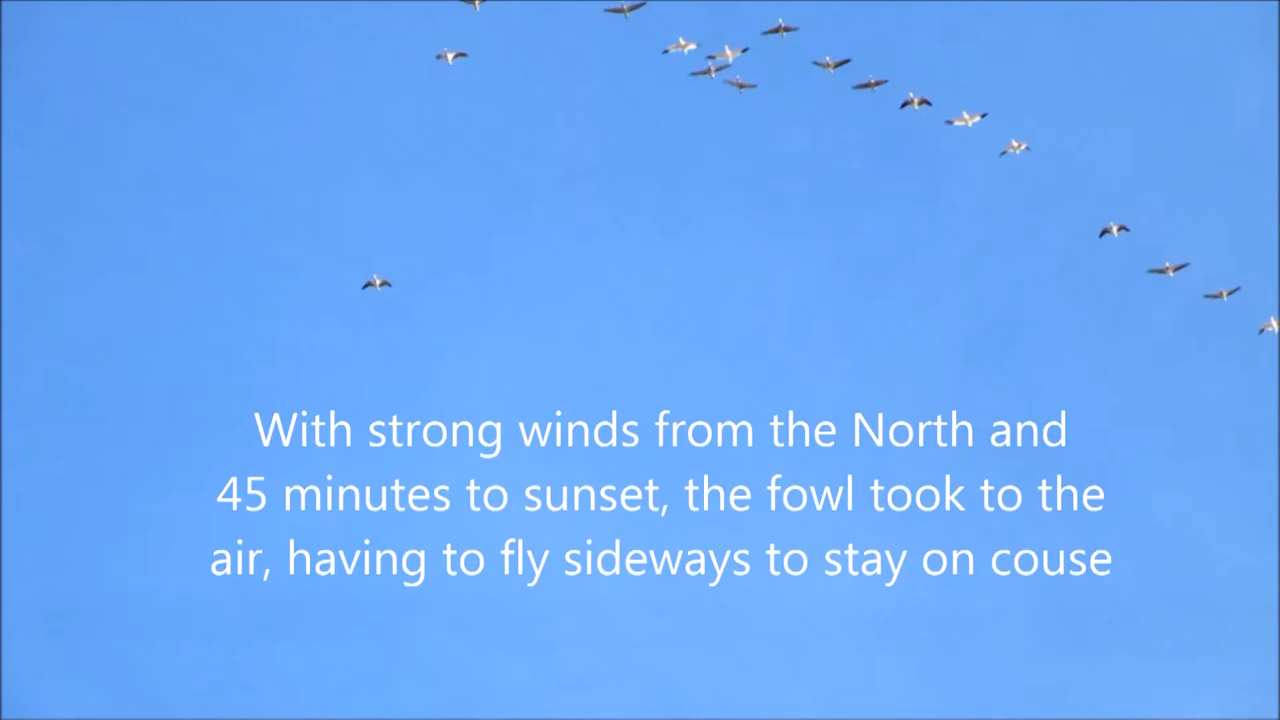 With strong winds from the North and
45 minutes to sunset, the fowl took to the
air, having to fly sideways to stay on couse